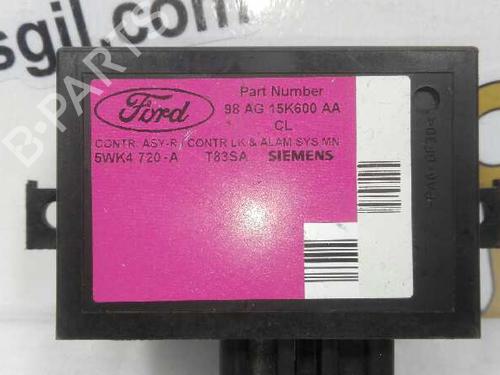 sgil.com
B-PARTS
Ford
Part Number
98 AG 15K600 AA
CL
CONTR. ASY-R / CONTR LK & ALAM SYS MN
5WK4 720-A T83SA SIEMENS